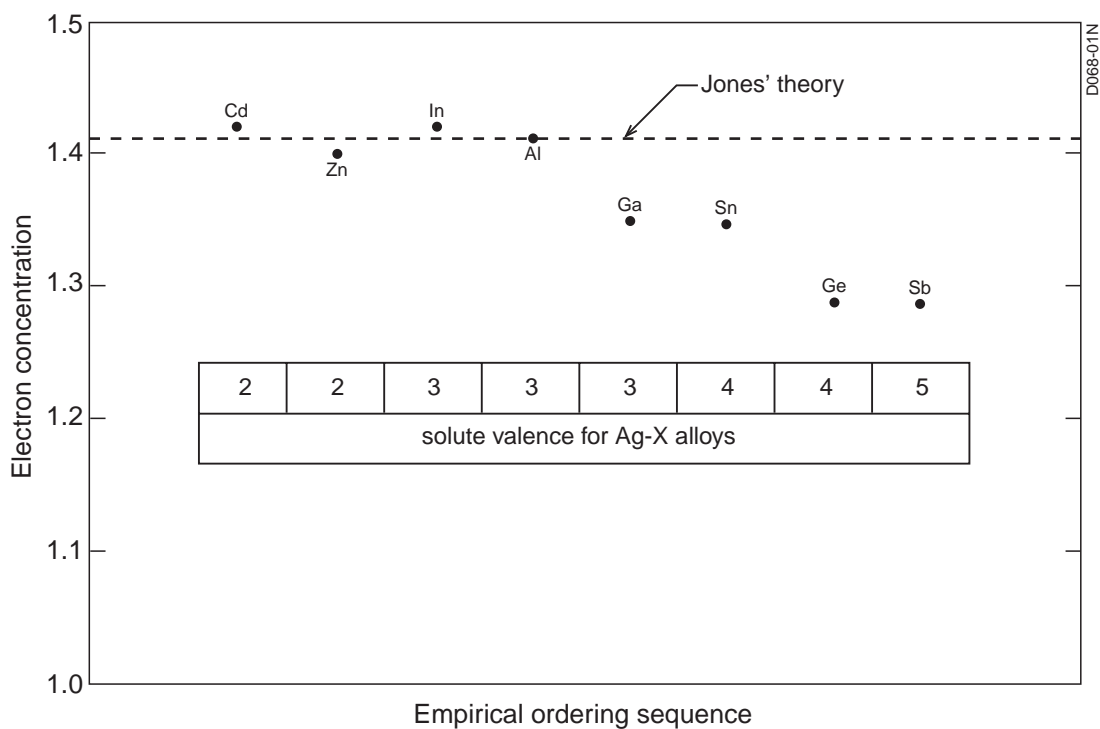 1.5
D068-01N
Jones’ theory
Cd
In
1.4
Zn
Al
Ga
Sn
Electron concentration
1.3
Ge
Sb
2 2 3 3 3 4 4 5
1.2
solute valence for Ag-X alloys
1.1
1.0
Empirical ordering sequence